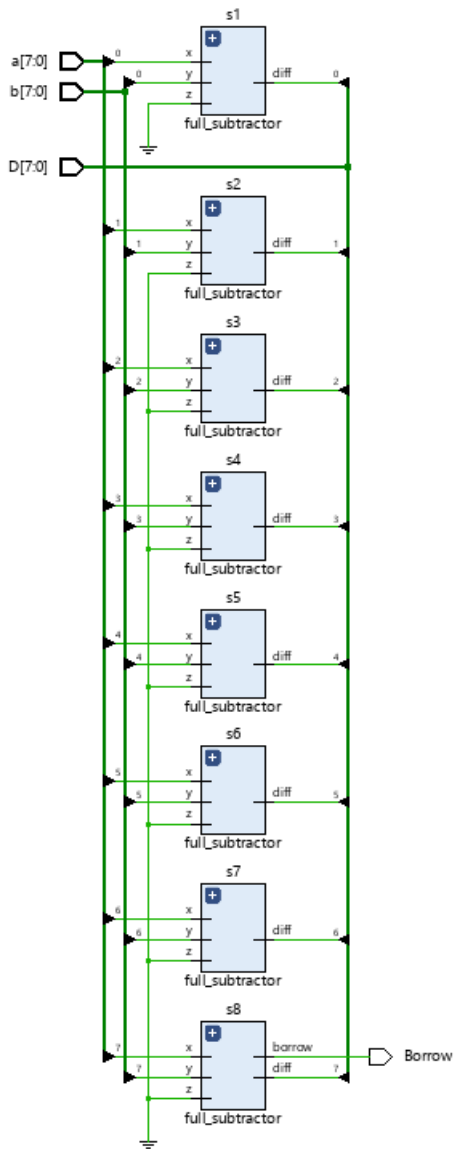 s1
a[7:0]
0
x
b[7:0]
0
y
diff
0
z
full_subtractor
D[7:0]
s2
1
x
1
y
diff
1
z
full_subtractor
s3
2
x
2
y
diff
2
z
full_subtractor
s4
3
x
3
y
diff
3
z
full_subtractor
s5
4
x
4
y
diff
4
z
full_subtractor
s6
5
x
5
y
diff
5
z
full_subtractor
s7
6
x
6
y
diff
6
z
full_subtractor
s8
7
x
borrow
Borrow
7
y
diff
7
z
full_subtractor